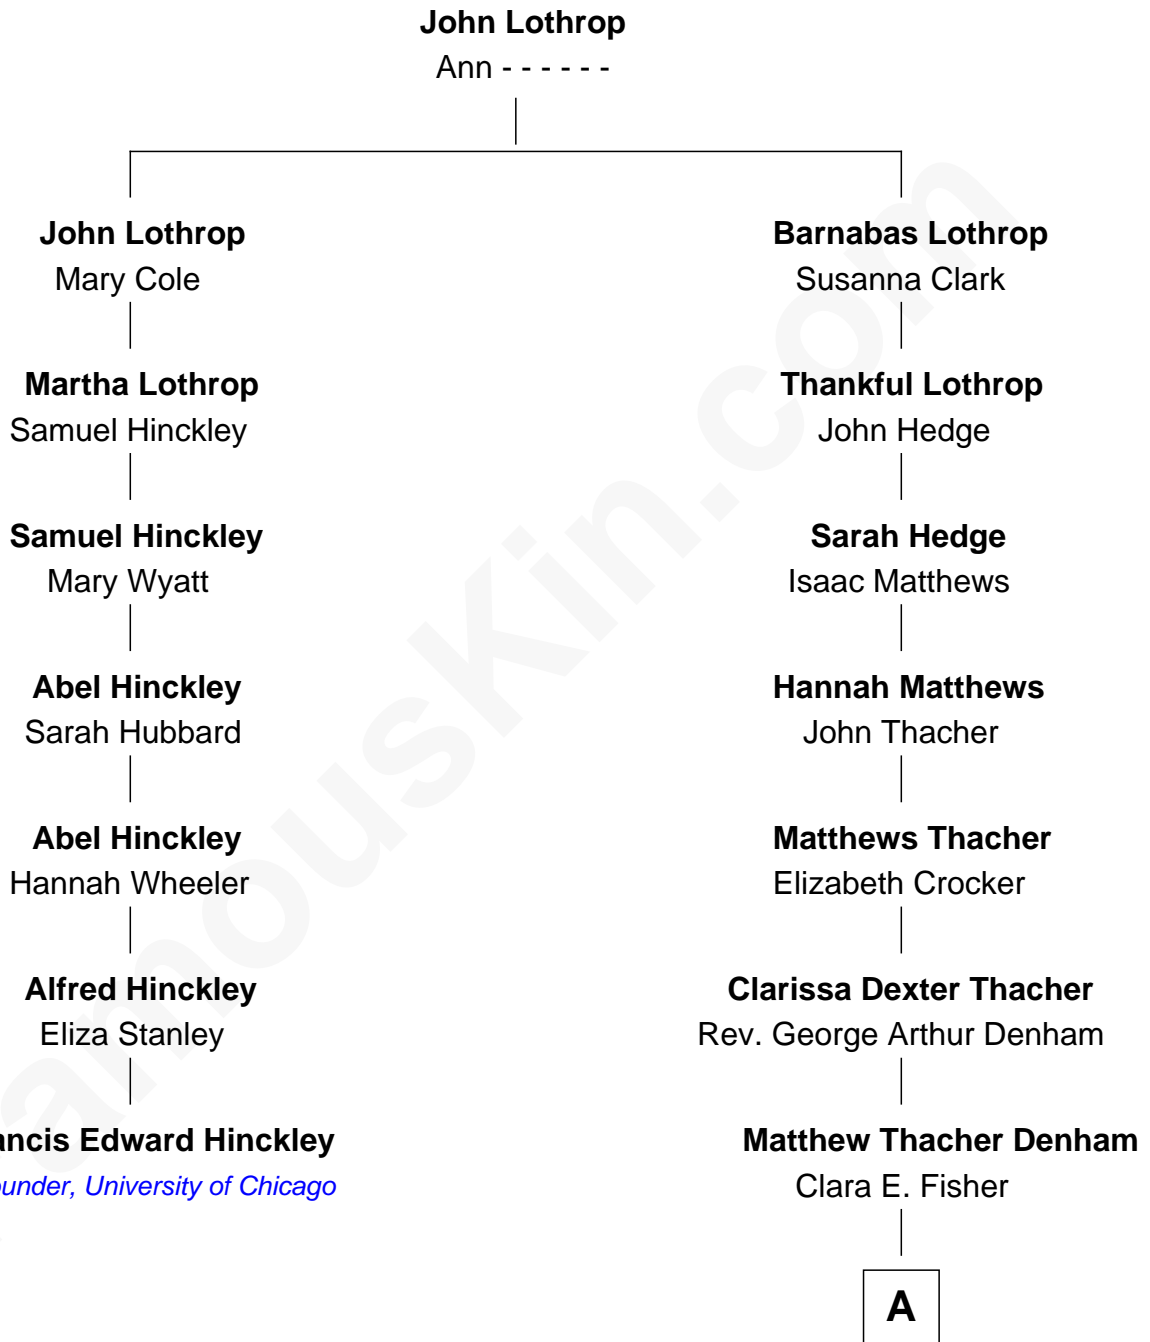 John Lothrop
Ann - - - - - -
John Lothrop
Mary Cole
Barnabas Lothrop
Susanna Clark
Martha Lothrop
Samuel Hinckley
Thankful Lothrop
John Hedge
Samuel Hinckley
Mary Wyatt
Sarah Hedge
Isaac Matthews
Abel Hinckley
Sarah Hubbard
Hannah Matthews
John Thacher
Abel Hinckley
Hannah Wheeler
Matthews Thacher
Elizabeth Crocker
Alfred Hinckley
Eliza Stanley
Clarissa Dexter Thacher
Rev. George Arthur Denham
ancis Edward Hinckley
ounder, University of Chicago
Matthew Thacher Denham
Clara E. Fisher
A
amouskin.com